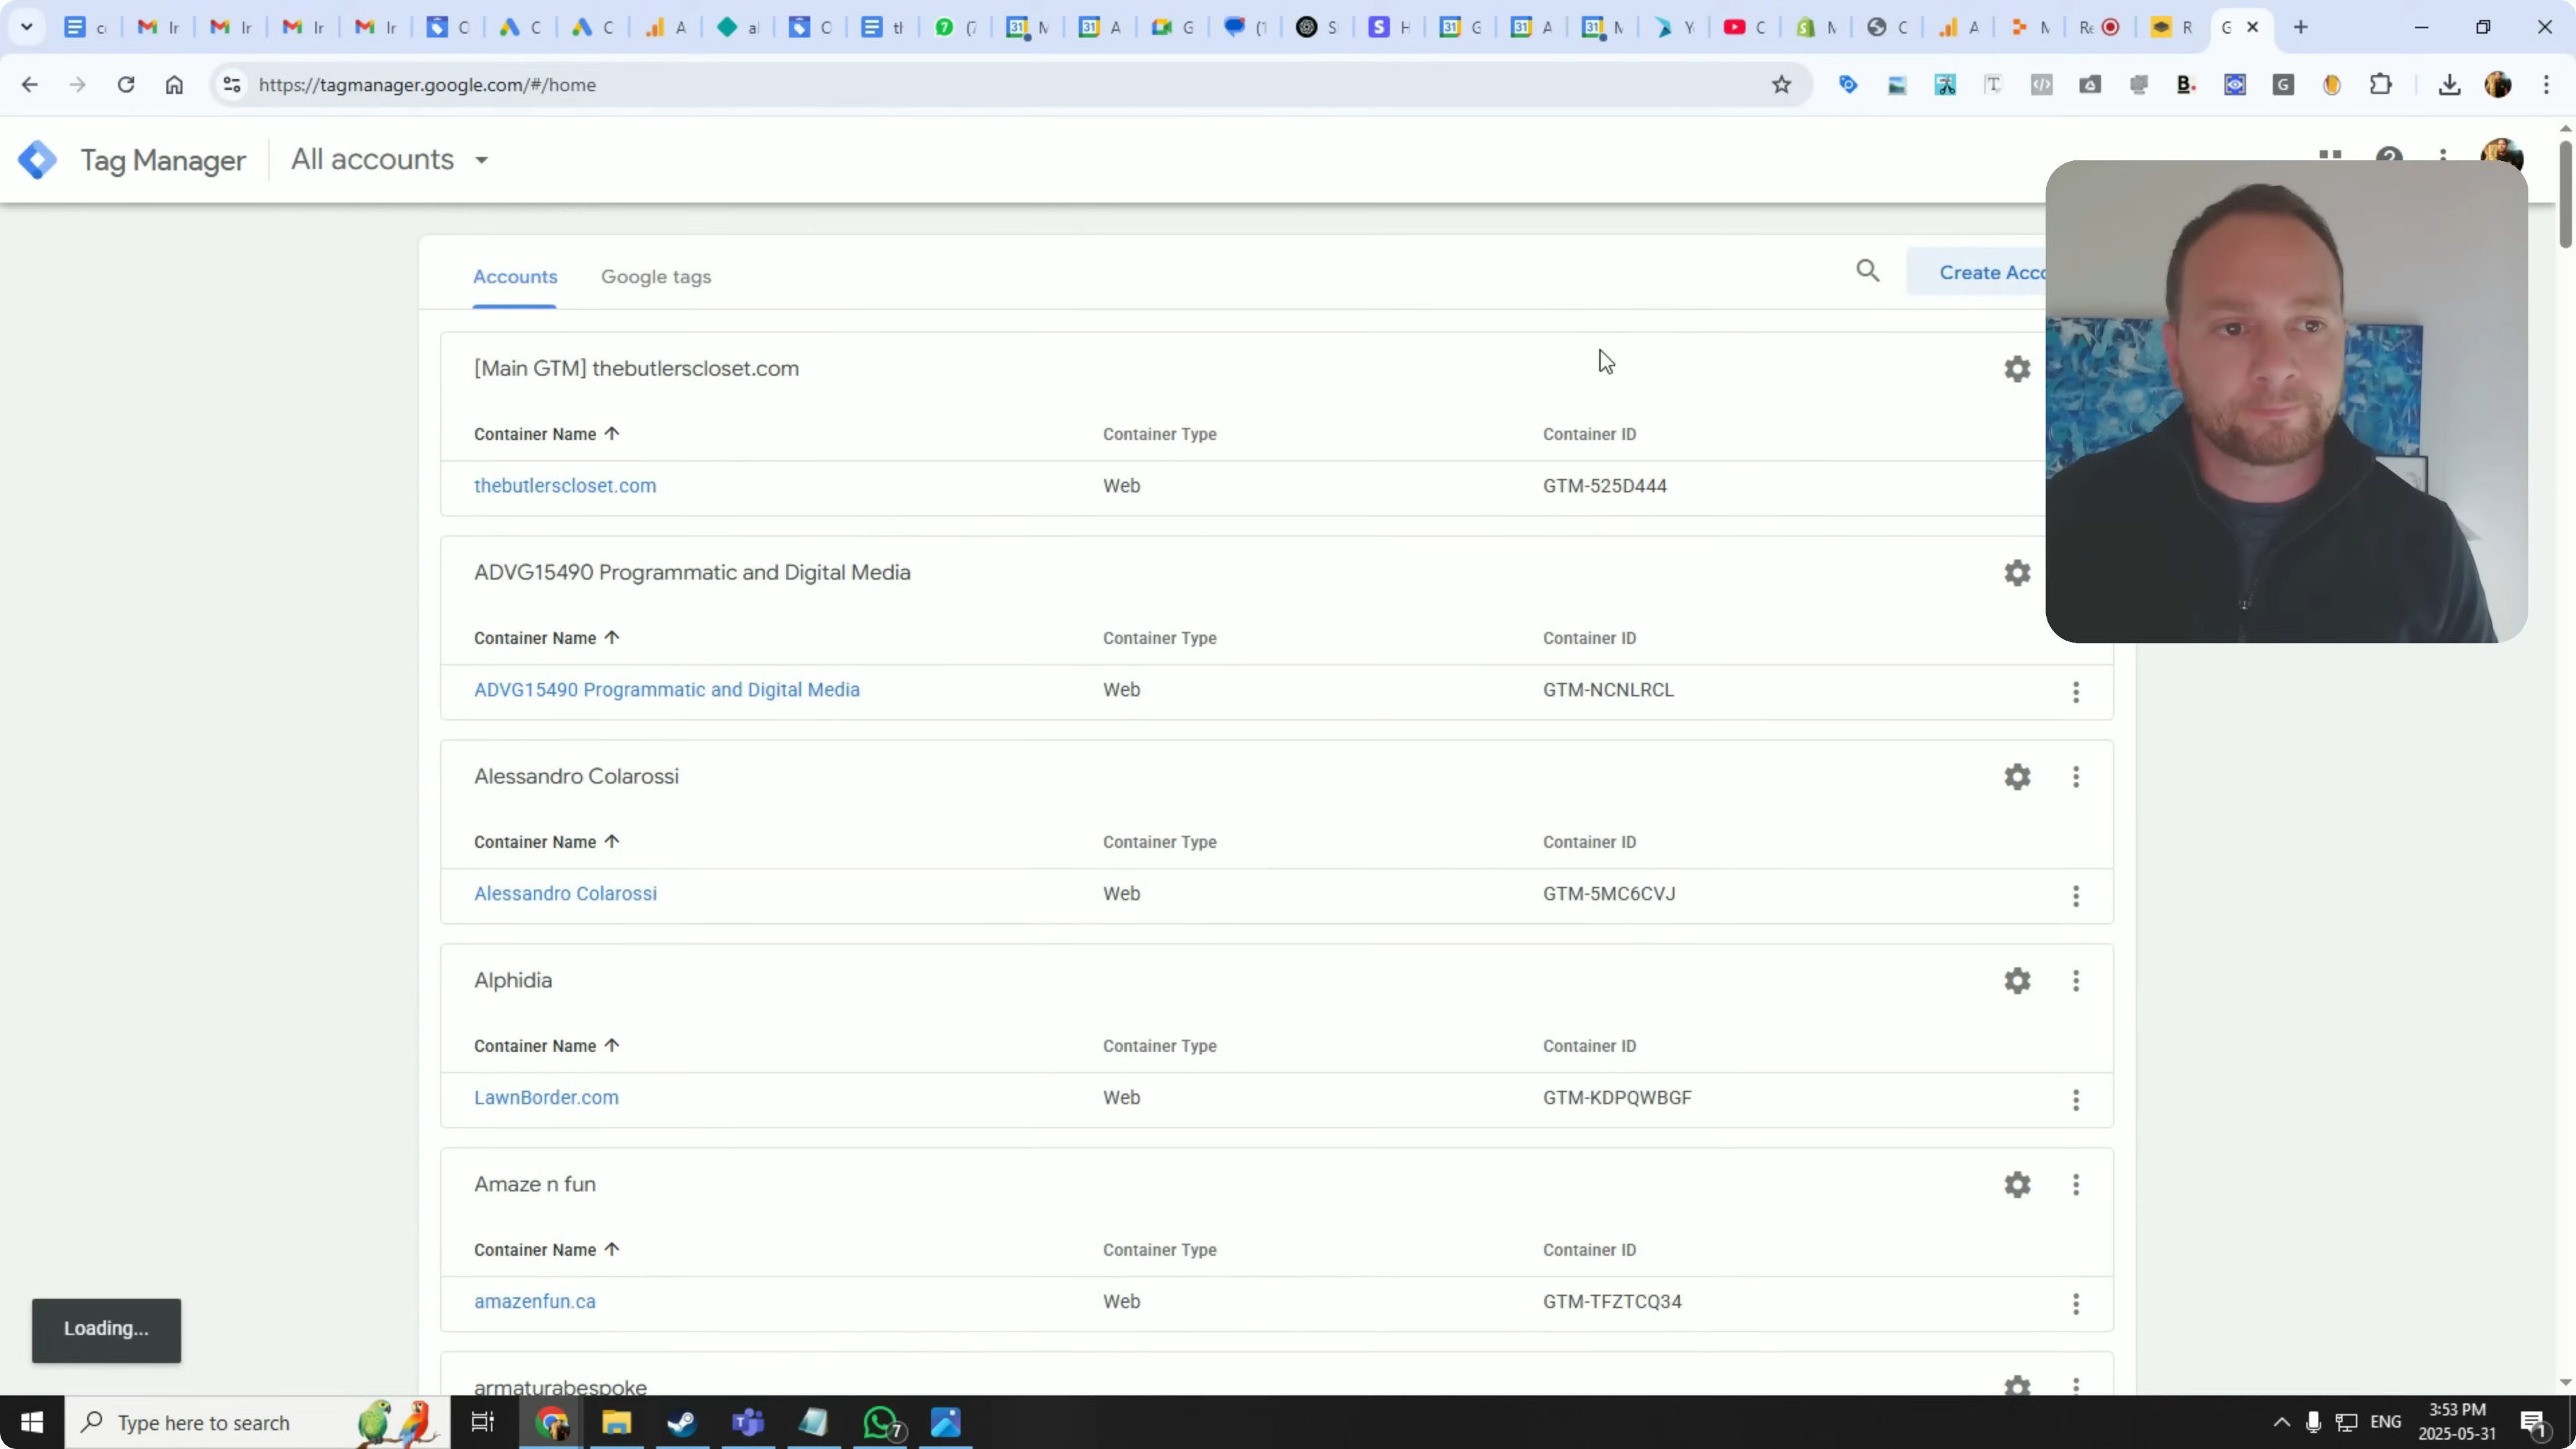 https://tagmanager.google.com/#/home
Tag Manager
All accounts
Accounts
Google tags
Create Acco
[Main GTM] thebutlerscloset.com
Container Name
Container Type
Container ID
thebutlerscloset.com
Web
GTM-525D444
ADVG15490 Programmatic and Digital Media
Container Name
Container Type
Container ID
ADVG15490 Programmatic and Digital Media
Web
GTM-NCNLRCL
Alessandro Colarossi
Container Name
Container Type
Container ID
Alessandro Colarossi
Web
GTM-5MC6CVJ
Alphidia
Container Name
Container Type
Container ID
LawnBorder.com
Web
GTM-KDPQWBGF
Amaze n fun
Container Name
Container Type
Container ID
amazenfun.ca
Web
GTM-TFZTCQ34
armaturabespoke
Loading...
Type here to search
7
ENG
3:53 PM
2025-05-31
1